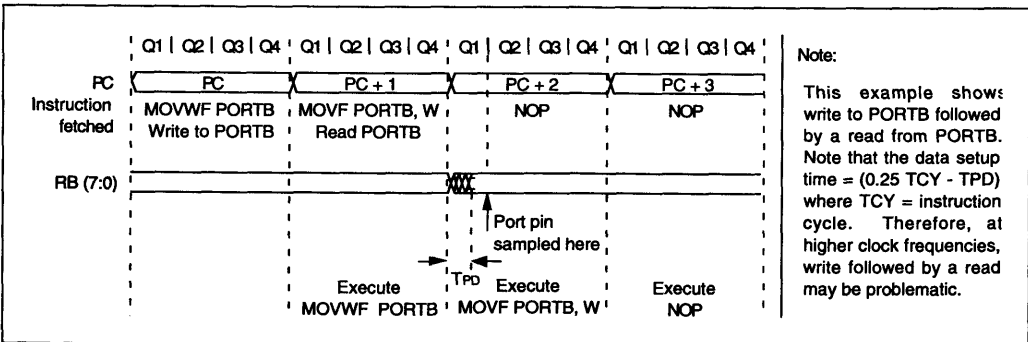 Q1 | Q2 | Q3 | Q4 Q1 | Q2 | Q3 | Q4 Q1 | Q2 | Q3 | Q4 Q1 | Q2 | Q3 | Q4
PC PC PC + 1 PC + 2 PC + 3
Instruction fetched
MOVWF PORTB
Write to PORTB
MOVF PORTB, W
Read PORTB
NOP
NOP
RB (7:0)
Port pin
sampled here
TPD
Execute
MOVWF PORTB
Execute
MOVF PORTB, W
Execute
NOP
Note:
This example shows
write to PORTB followed
by a read from PORTB.
Note that the data setup
time = (0.25 TCY - TPD)
where TCY = instruction
cycle. Therefore, at
higher clock frequencies,
write followed by a read
may be problematic.